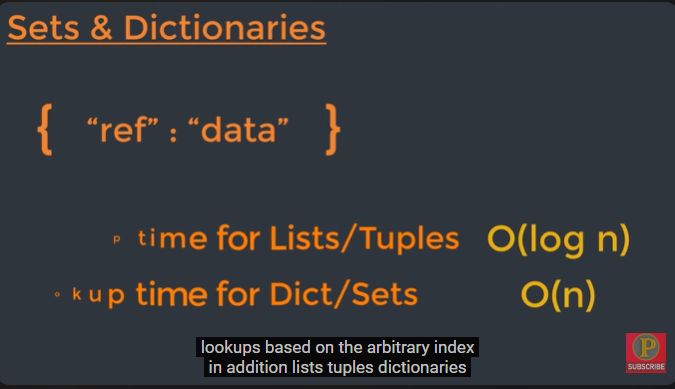 Sets & Dictionaries
{ “ref” : “data” }
p time for Lists/Tuples O(log n)
o kup time for Dict/Sets O(n)
lookups based on the arbitrary index
in addition lists tuples dictionaries
P
SUBSCRIBE